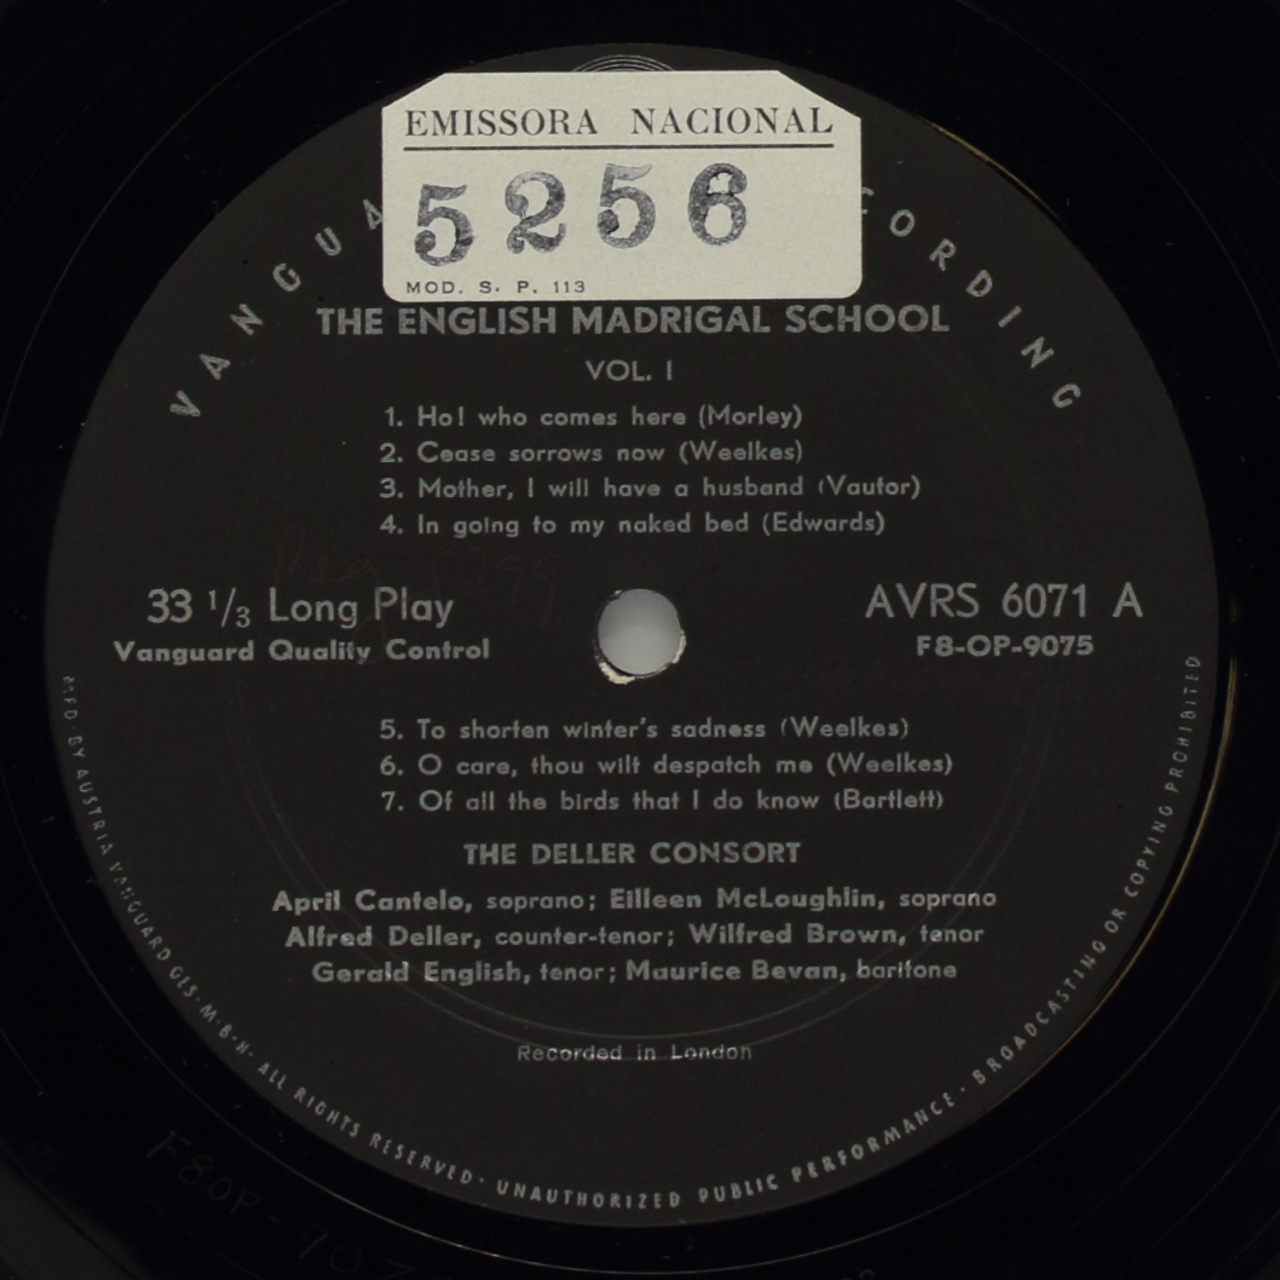 EMISSORA NACIONAL
5256
MOD. S. P. 113
THE ENGLISH MADRIGAL SCHOOL
VOL. I
1. Ho! who comes here (Morley)
2. Cease sorrows now (Weelkes)
3. Mother, I will have a husband (Vautor)
4. In going to my naked bed (Edwards)
33 1/3 Long Play
Vanguard Quality Control
AVRS 6071 A
F8-OP-9075
5. To shorten winter's sadness (Weelkes)
6. O care, thou wilt despatch me (Weelkes)
7. Of all the birds that I do know (Bartlett)
THE DELLER CONSORT
April Cantelo, soprano; Eilleen McLoughlin, soprano
Alfred Deller, counter-tenor; Wilfred Brown, tenor
Gerald English, tenor; Maurice Bevan, baritone
Recorded in London
MFD. BY AUSTRIA VANGUARD GES. M.B.H. ALL RIGHTS RESERVED · UNAUTHORIZED PUBLIC PERFORMANCE · BROADCASTING OR COPYING PROHIBITED